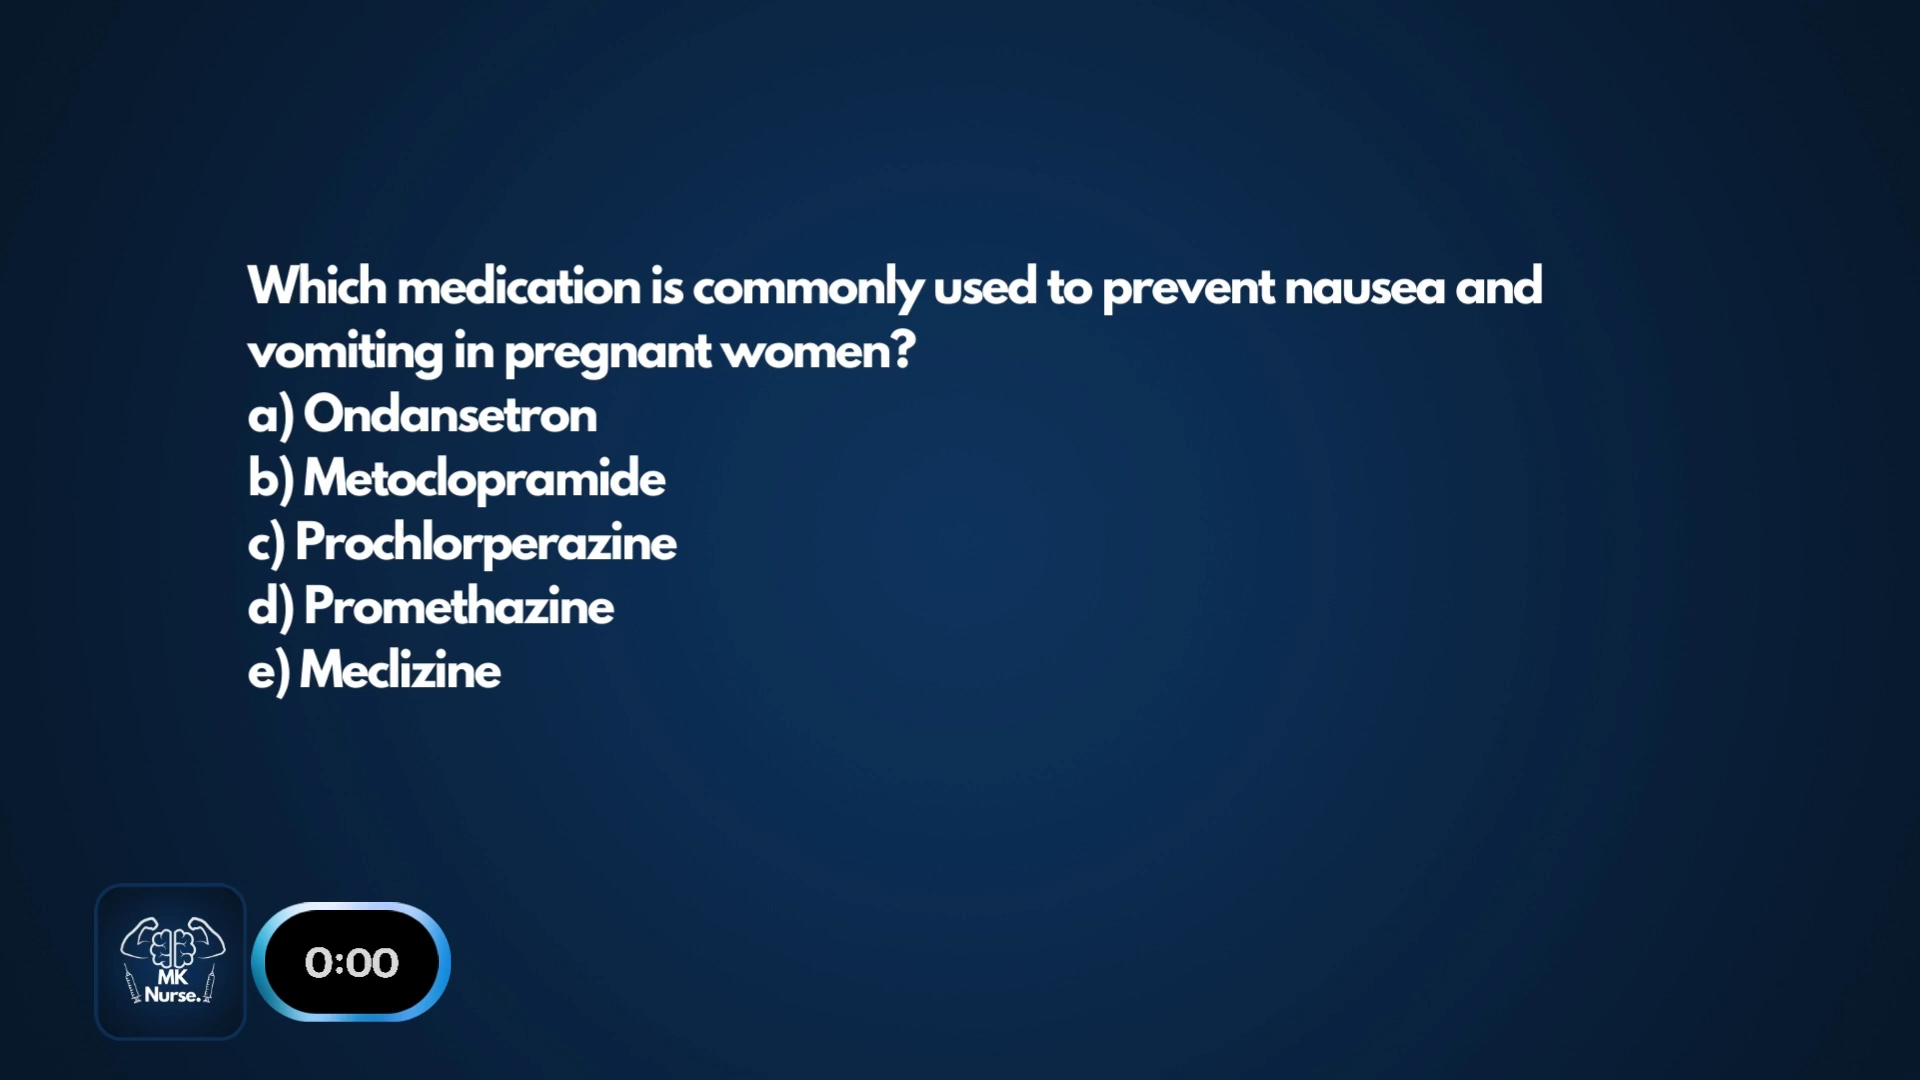 Which medication is commonly used to prevent nausea and
vomiting in pregnant women?
a) Ondansetron
b) Metoclopramide
c) Prochlorperazine
d) Promethazine
e) Meclizine
MK
Nurse.
0:00